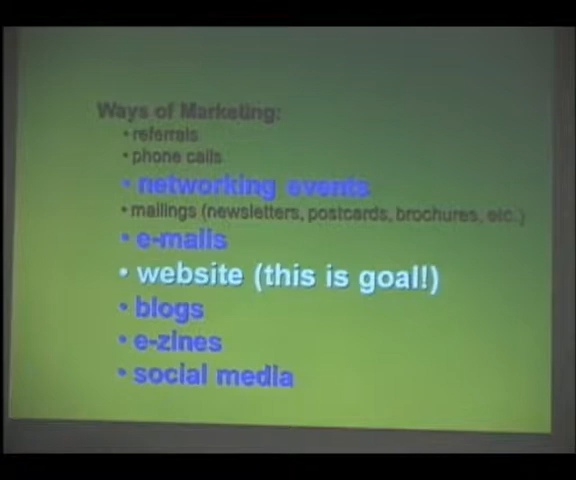 Ways of Marketing:
• referrals
• phone calls
• networking events
• mailings (newsletters, postcards, brochures, etc.)
• e-mails
• website (this is goal!)
• blogs
• e-zines
• social media